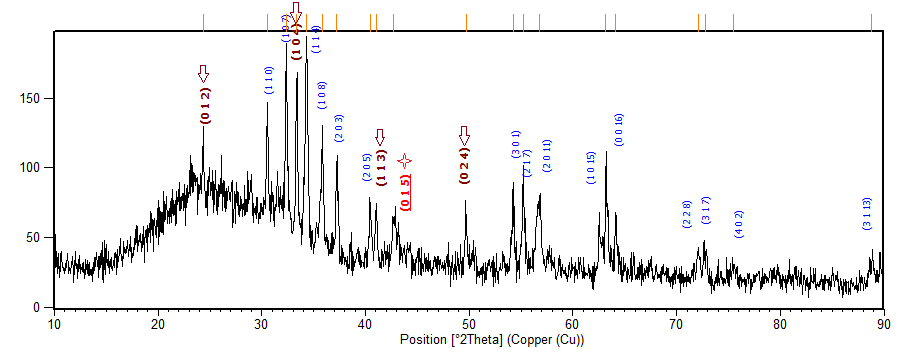 150
100
50
0
10
20
30
40
50
60
70
80
90
Position [°2Theta] (Copper (Cu))
(0 1 2)
(1 1 0)
(1 0 7)
(1 0 4)
(1 1 4)
(1 0 8)
(2 0 3)
(2 0 5)
(1 1 3)
(0 1 5)
(0 2 4)
(3 0 1)
(2 1 7)
(2 0 11)
(1 0 15)
(0 0 16)
(2 2 8)
(3 1 7)
(4 0 2)
(3 1 13)